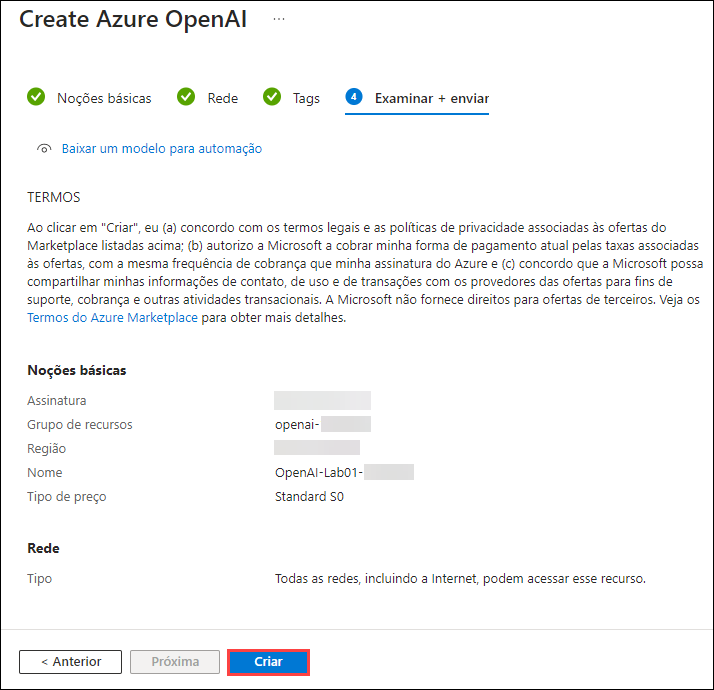 Create Azure OpenAI ...
Noções básicas Rede Tags 4 Examinar + enviar
Baixar um modelo para automação
TERMOS
Ao clicar em "Criar", eu (a) concordo com os termos legais e as políticas de privacidade associadas às ofertas do
Marketplace listadas acima; (b) autorizo a Microsoft a cobrar minha forma de pagamento atual pelas taxas associadas
às ofertas, com a mesma frequência de cobrança que minha assinatura do Azure e (c) concordo que a Microsoft possa
compartilhar minhas informações de contato, de uso e de transações com os provedores das ofertas para fins de
suporte, cobrança e outras atividades transacionais. A Microsoft não fornece direitos para ofertas de terceiros. Veja os
Termos do Azure Marketplace para obter mais detalhes.
Noções básicas
Assinatura
Grupo de recursos openai-
Região
Nome OpenAI-Lab01-
Tipo de preço Standard S0
Rede
Tipo Todas as redes, incluindo a Internet, podem acessar esse recurso.
< Anterior Próxima Criar